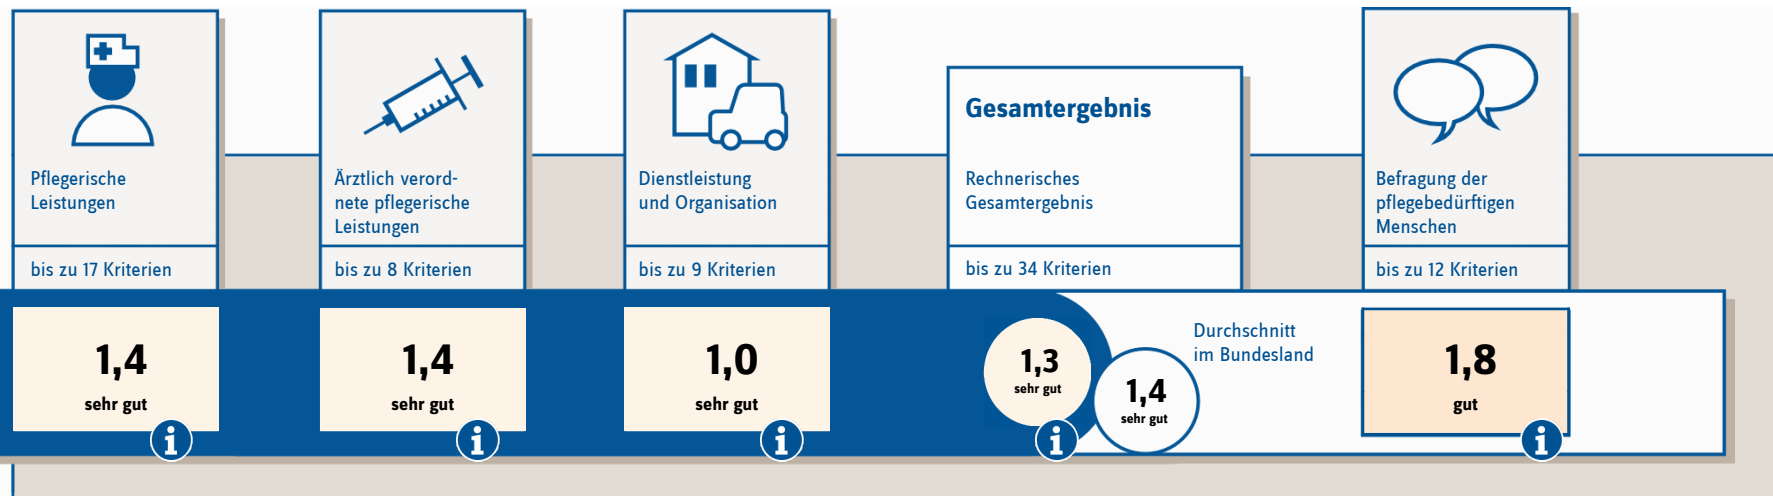 Pflegerische
Leistungen
bis zu 17 Kriterien
1,4
sehr gut
i
Ärztlich verord-
nete pflegerische
Leistungen
bis zu 8 Kriterien
1,4
sehr gut
i
Dienstleistung
und Organisation
bis zu 9 Kriterien
1,0
sehr gut
i
Gesamtergebnis
Rechnerisches
Gesamtergebnis
bis zu 34 Kriterien
1,3
sehr gut
i
1,4
sehr gut
Durchschnitt
im Bundesland
Befragung der
pflegebedürftigen
Menschen
bis zu 12 Kriterien
1,8
gut
i